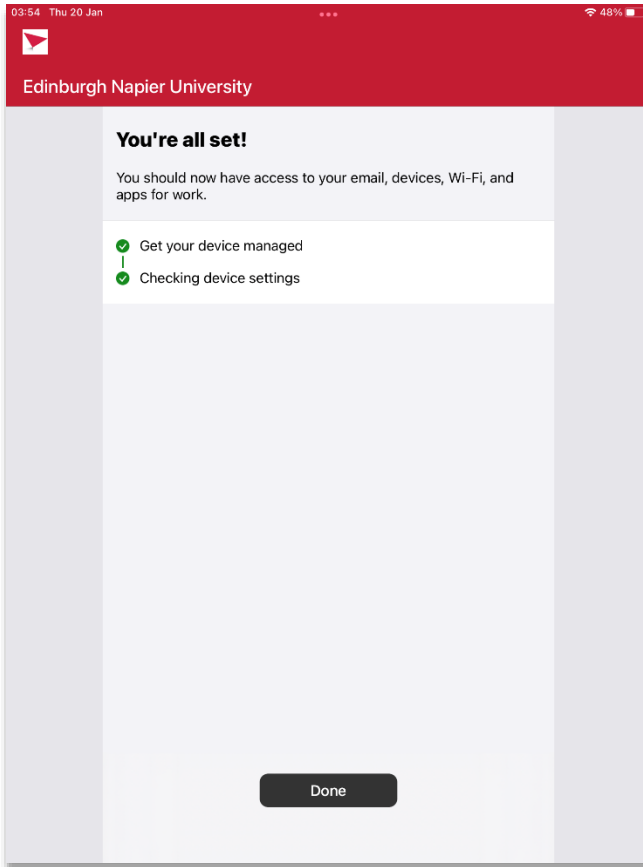 03:54 Thu 20 Jan
48%
Edinburgh Napier University
You're all set!
You should now have access to your email, devices, Wi-Fi, and
apps for work.
Get your device managed
Checking device settings
Done